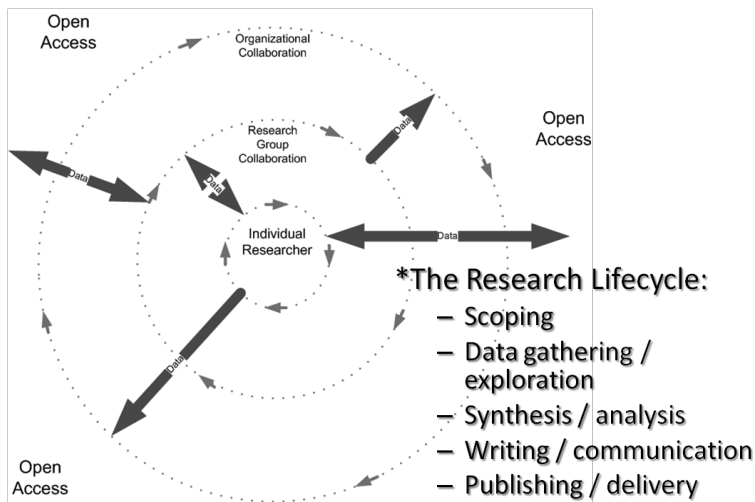 Open
Access
Organizational
Collaboration
Open
Access
Data
Research
Group
Collaboration
Data
Data
Individual
Researcher
Data
*The Research Lifecycle:
– Scoping
– Data gathering /
exploration
– Synthesis / analysis
– Writing / communication
– Publishing / delivery
Data
Open
Access